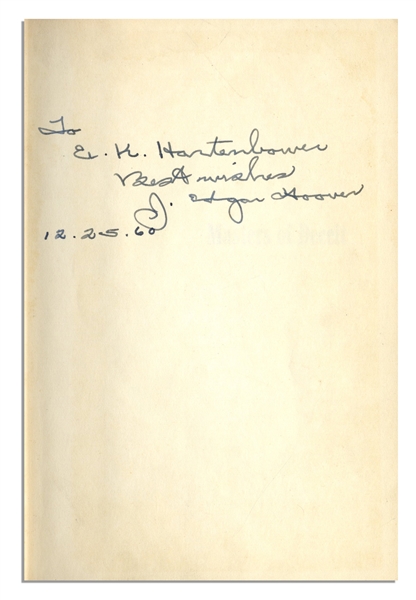 To
E. K. Hartenbower
Best wishes
J. Edgar Hoover
12.25.60